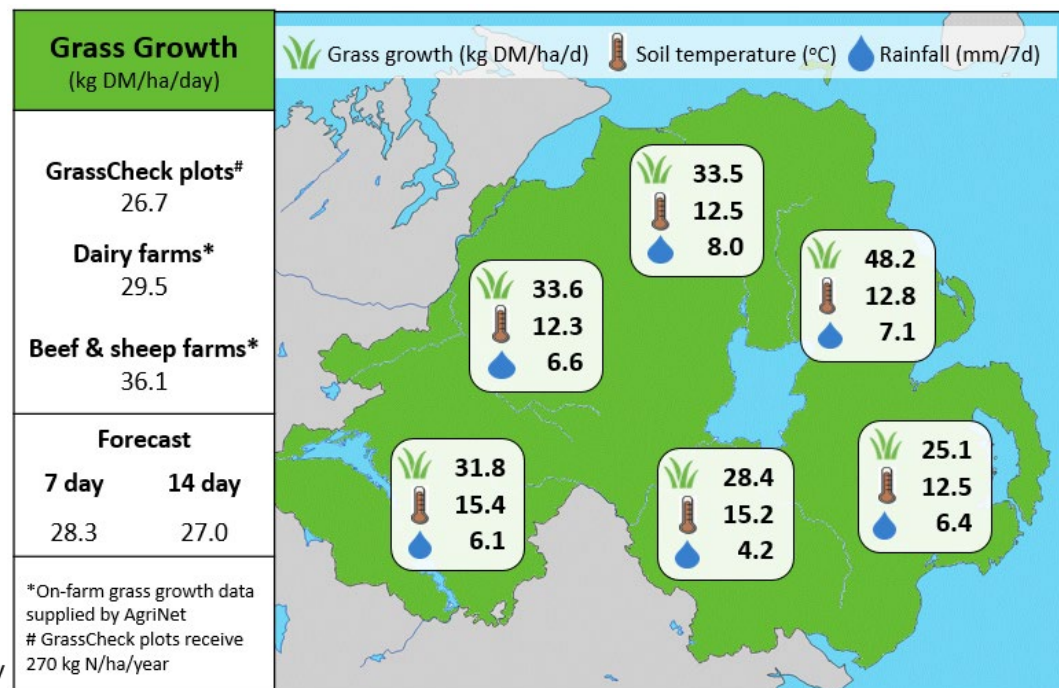 Grass Growth
(kg DM/ha/day)
Grass growth (kg DM/ha/d)
Soil temperature (°C)
Rainfall (mm/7d)
GrassCheck plots#
26.7
Dairy farms*
29.5
Beef & sheep farms*
36.1
Forecast
7 day 14 day
28.3 27.0
*On-farm grass growth data
supplied by AgriNet
# GrassCheck plots receive
270 kg N/ha/year
33.5
12.5
8.0
48.2
12.8
7.1
33.6
12.3
6.6
31.8
15.4
6.1
28.4
15.2
4.2
25.1
12.5
6.4